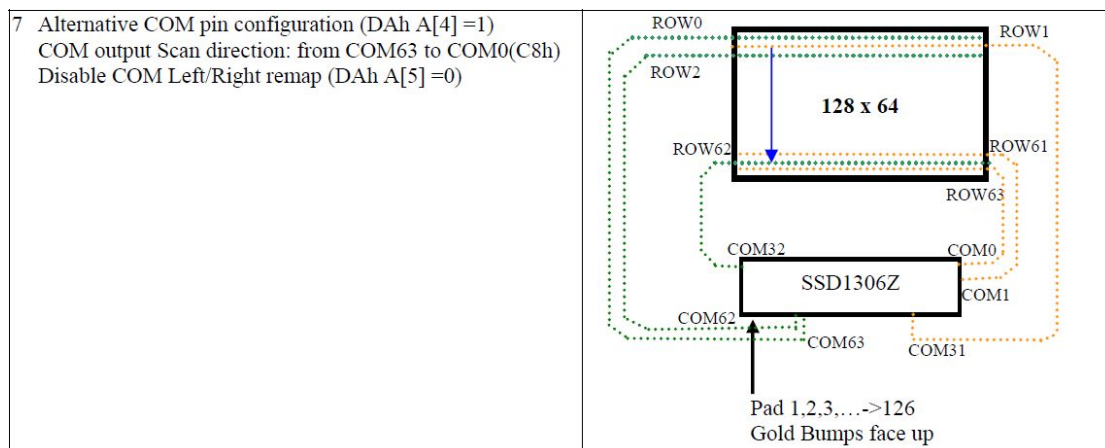 7 Alternative COM pin configuration (DAh A[4] =1)
COM output Scan direction: from COM63 to COM0(C8h)
Disable COM Left/Right remap (DAh A[5] =0)
ROW0
ROW1
ROW2
128 x 64
ROW62
ROW61
ROW63
COM32
COM0
SSD1306Z
COM1
COM62
COM63
COM31
Pad 1,2,3,…->126
Gold Bumps face up